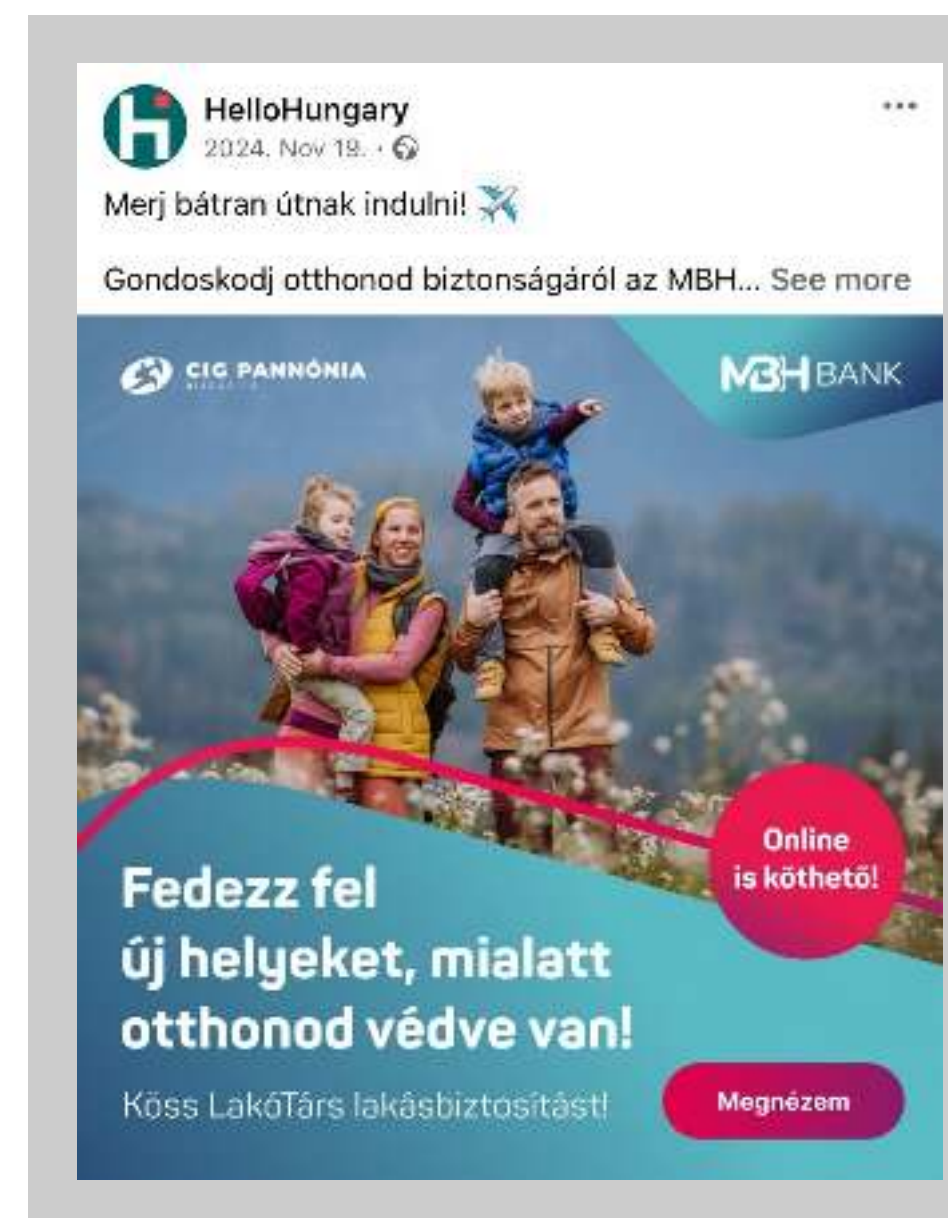 HelloHungary
2024. Nov 19. ·
Merj bátran útnak indulni! ✈️
Gondoskodj otthonod biztonságáról az MBH... See more
CIG PANNÓNIA
MBH BANK
Online
is köthető!
Fedezz fel
új helyeket, mialatt
otthonod védve van!
Köss LakóTárs lakásbiztosítást!
Megnézem